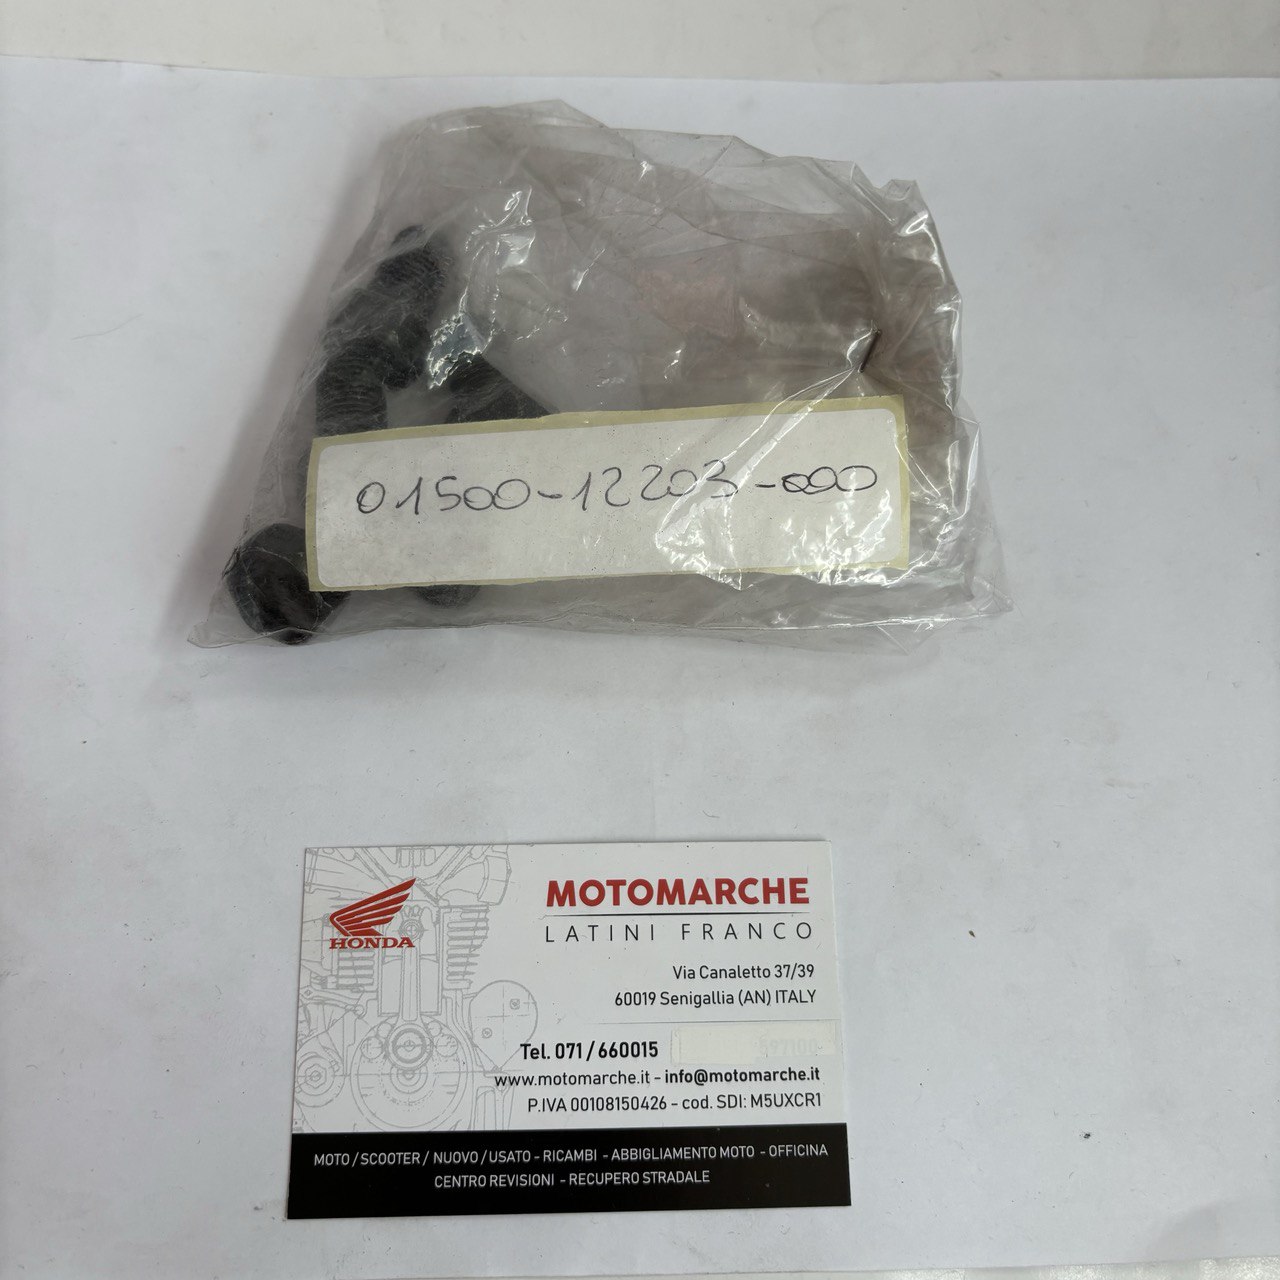 01500-12203-000
HONDA
MOTOMARCHE
LATINI FRANCO
Via Canaletto 37/39
60019 Senigallia (AN) ITALY
Tel. 071/660015
597100
www.motomarche.it - info@motomarche.it
P.IVA 00108150426 - cod. SDI: M5UXCR1
MOTO / SCOOTER / NUOVO / USATO - RICAMBI - ABBIGLIAMENTO MOTO - OFFICINA
CENTRO REVISIONI - RECUPERO STRADALE